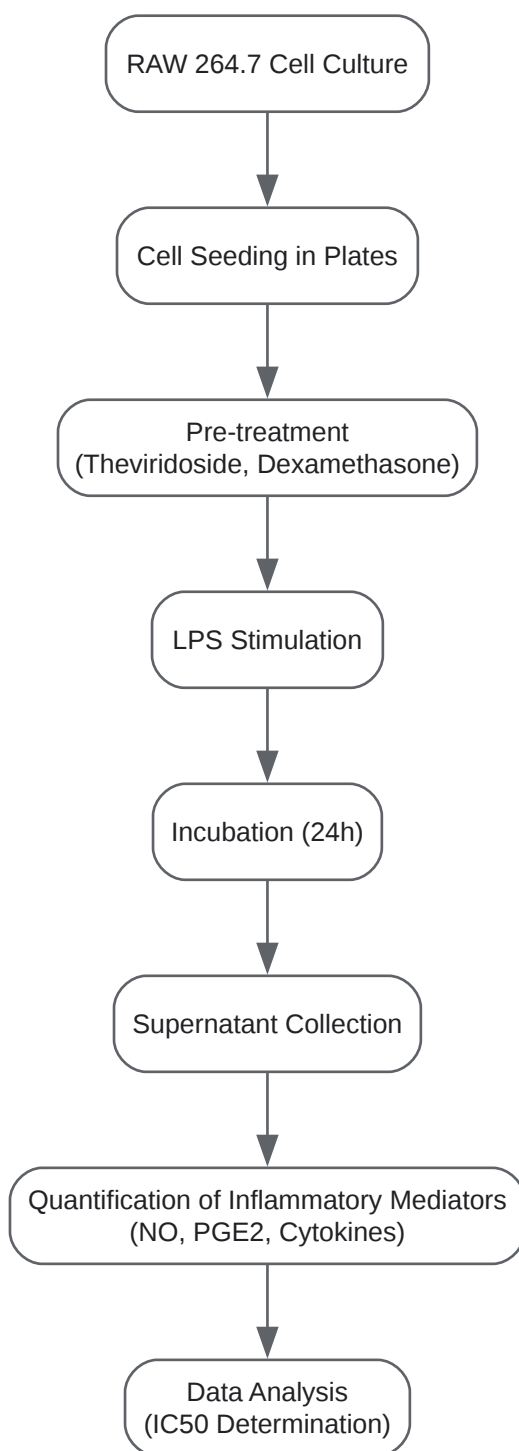 RAW 264.7 Cell Culture
Cell Seeding in Plates
Pre-treatment
(Theviridoside, Dexamethasone)
LPS Stimulation
Incubation (24h)
Supernatant Collection
Quantification of Inflammatory Mediators
(NO, PGE2, Cytokines)
Data Analysis
(IC50 Determination)